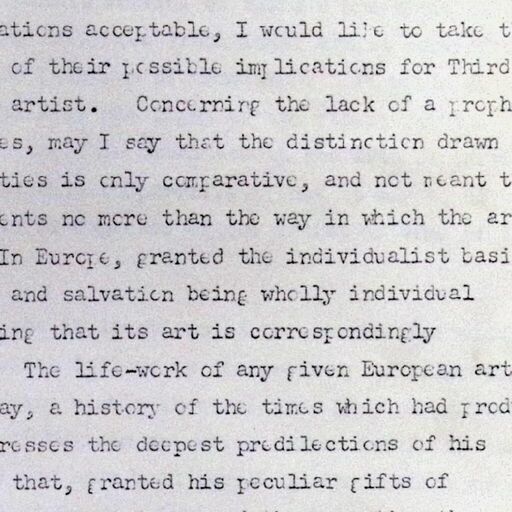 ations acceptable, I would like to take t
of their possible implications for Third
artist. Concerning the lack of a proph
es, may I say that the distinction drawn
ties is only comparative, and not meant t
ents no more than the way in which the ar
In Europe, granted the individualist basi
and salvation being wholly individual
ing that its art is correspondingly
The life-work of any given European art
ay, a history of the times which had prod
resses the deepest predilections of his
that, granted his peculiar gifts of